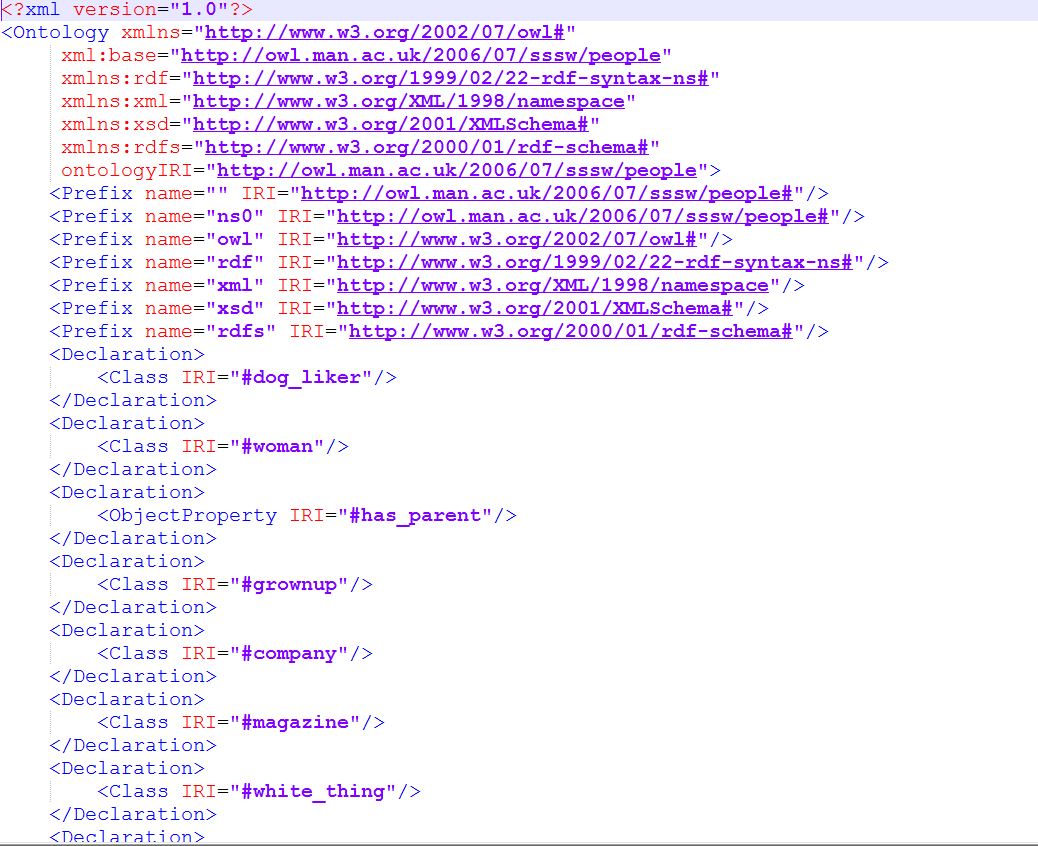 <?xml version="1.0"?>
<Ontology xmlns="http://www.w3.org/2002/07/owl#"
     xml:base="http://owl.man.ac.uk/2006/07/sssw/people"
     xmlns:rdf="http://www.w3.org/1999/02/22-rdf-syntax-ns#"
     xmlns:xml="http://www.w3.org/XML/1998/namespace"
     xmlns:xsd="http://www.w3.org/2001/XMLSchema#"
     xmlns:rdfs="http://www.w3.org/2000/01/rdf-schema#"
     ontologyIRI="http://owl.man.ac.uk/2006/07/sssw/people">
    <Prefix name="" IRI="http://owl.man.ac.uk/2006/07/sssw/people#"/>
    <Prefix name="ns0" IRI="http://owl.man.ac.uk/2006/07/sssw/people#"/>
    <Prefix name="owl" IRI="http://www.w3.org/2002/07/owl#"/>
    <Prefix name="rdf" IRI="http://www.w3.org/1999/02/22-rdf-syntax-ns#"/>
    <Prefix name="xml" IRI="http://www.w3.org/XML/1998/namespace"/>
    <Prefix name="xsd" IRI="http://www.w3.org/2001/XMLSchema#"/>
    <Prefix name="rdfs" IRI="http://www.w3.org/2000/01/rdf-schema#"/>
    <Declaration>
        <Class IRI="#dog_liker"/>
    </Declaration>
    <Declaration>
        <Class IRI="#woman"/>
    </Declaration>
    <Declaration>
        <ObjectProperty IRI="#has_parent"/>
    </Declaration>
    <Declaration>
        <Class IRI="#grownup"/>
    </Declaration>
    <Declaration>
        <Class IRI="#company"/>
    </Declaration>
    <Declaration>
        <Class IRI="#magazine"/>
    </Declaration>
    <Declaration>
        <Class IRI="#white_thing"/>
    </Declaration>
    <Declaration>